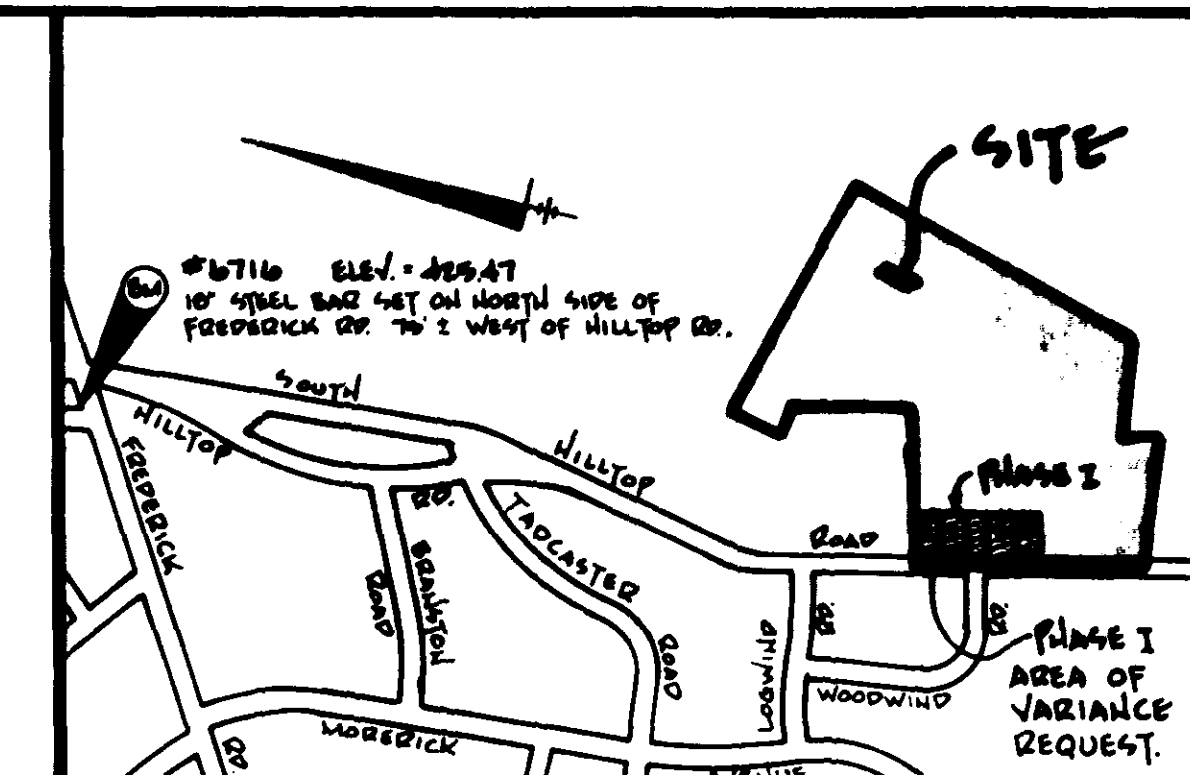 SITE
BM
#6716 ELEV. = 425.47
18" STEEL BAR SET ON NORTH SIDE OF
FREDERICK RD. 70' ± WEST OF HILLTOP RD.
SOUTH
HILLTOP
HILLTOP
ROAD
RD.
FREDERICK
RD.
BRANSTON
ROAD
TADCASTER
ROAD
LOGWIND
RD.
WOODWIND
RD.
MORERICK
PHASE I
PHASE I
AREA OF
VARIANCE
REQUEST.